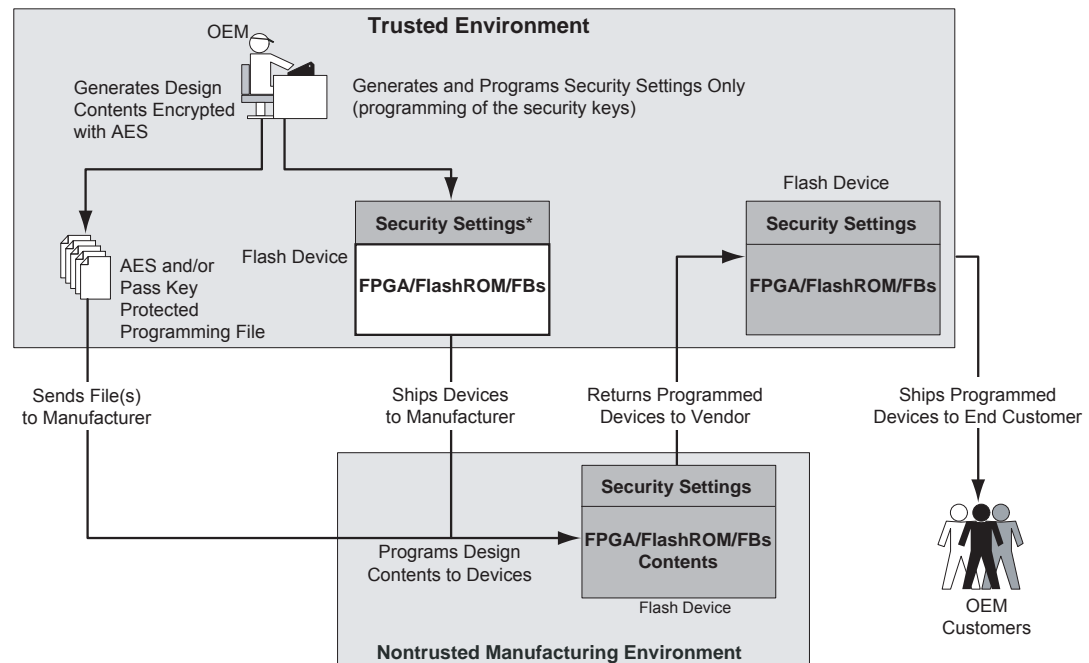 Trusted Environment
OEM
Generates Design
Contents Encrypted
with AES
Generates and Programs Security Settings Only
(programming of the security keys)
Flash Device
Security Settings*
FPGA/FlashROM/FBs
Flash Device
Security Settings
FPGA/FlashROM/FBs
AES and/or
Pass Key
Protected
Programming File
Sends File(s)
to Manufacturer
Ships Devices
to Manufacturer
Returns Programmed
Devices to Vendor
Ships Programmed
Devices to End Customer
Programs Design
Contents to Devices
Security Settings
FPGA/FlashROM/FBs
Contents
Flash Device
OEM
Customers
Nontrusted Manufacturing Environment